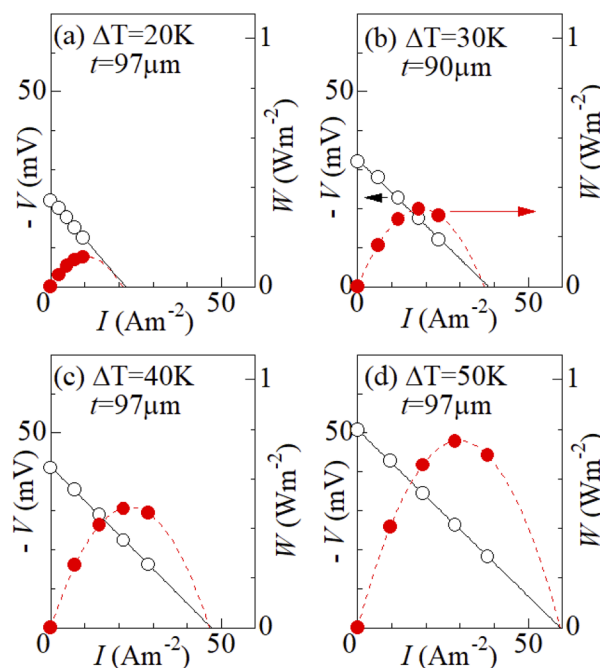 (a) ΔT=20K
t=97μm
1
50
- V (mV)
W (Wm-2)
0
0
50
I (Am-2)
(b) ΔT=30K
t=90μm
1
50
- V (mV)
W (Wm-2)
0
0
50
I (Am-2)
(c) ΔT=40K
t=97μm
1
50
- V (mV)
W (Wm-2)
0
0
50
I (Am-2)
(d) ΔT=50K
t=97μm
1
50
- V (mV)
W (Wm-2)
0
0
50
I (Am-2)